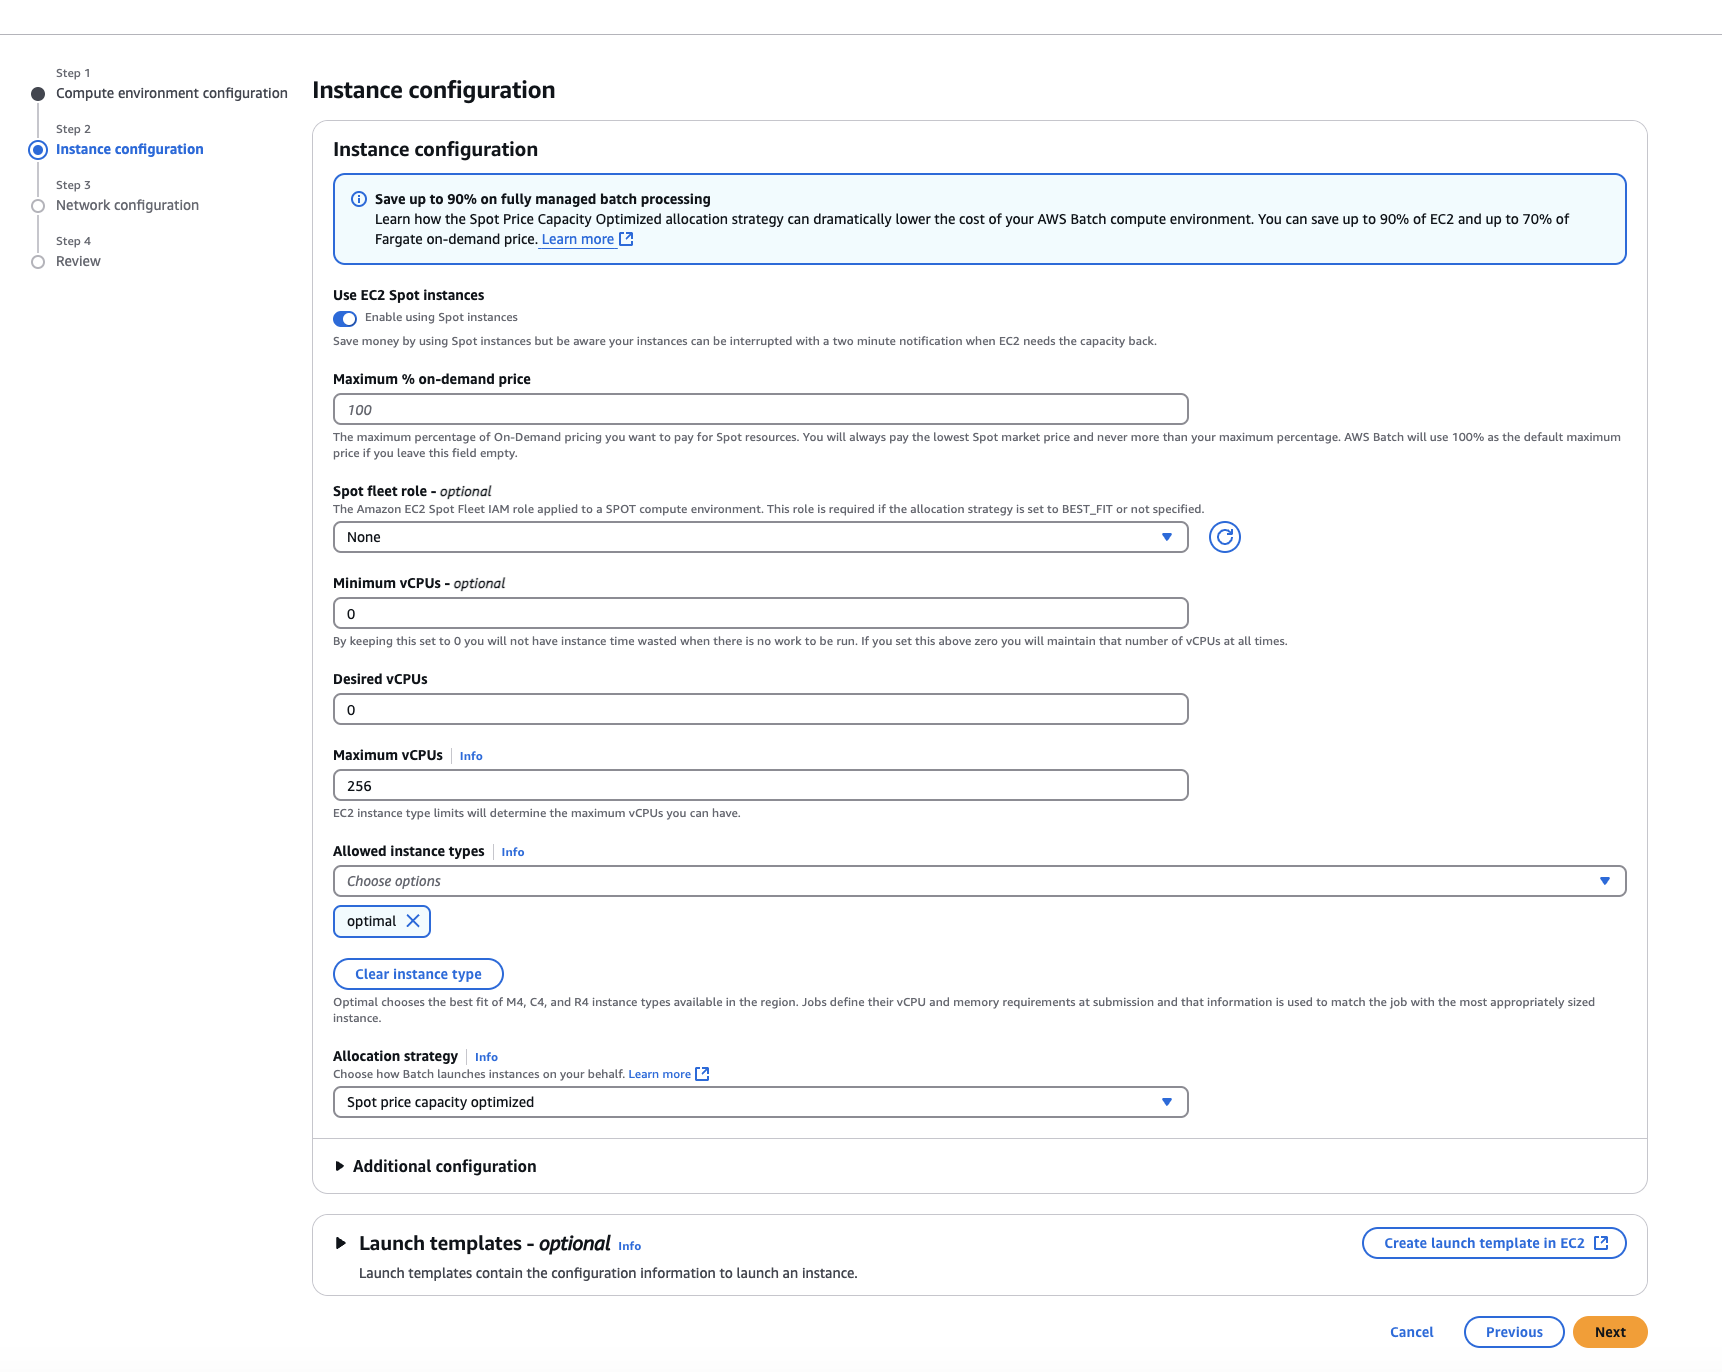 Step 1
Compute environment configuration
Step 2
Instance configuration
Step 3
Network configuration
Step 4
Review
Instance configuration
Instance configuration
Save up to 90% on fully managed batch processing
Learn how the Spot Price Capacity Optimized allocation strategy can dramatically lower the cost of your AWS Batch compute environment. You can save up to 90% of EC2 and up to 70% of
Fargate on-demand price. Learn more
Use EC2 Spot instances
Enable using Spot instances
Save money by using Spot instances but be aware your instances can be interrupted with a two minute notification when EC2 needs the capacity back.
Maximum % on-demand price
100
The maximum percentage of On-Demand pricing you want to pay for Spot resources. You will always pay the lowest Spot market price and never more than your maximum percentage. AWS Batch will use 100% as the default maximum
price if you leave this field empty.
Spot fleet role - optional
The Amazon EC2 Spot Fleet IAM role applied to a SPOT compute environment. This role is required if the allocation strategy is set to BEST_FIT or not specified.
None
Minimum vCPUs - optional
0
By keeping this set to 0 you will not have instance time wasted when there is no work to be run. If you set this above zero you will maintain that number of vCPUs at all times.
Desired vCPUs
0
Maximum vCPUs Info
256
EC2 instance type limits will determine the maximum vCPUs you can have.
Allowed instance types Info
Choose options
optimal
Clear instance type
Optimal chooses the best fit of M4, C4, and R4 instance types available in the region. Jobs define their vCPU and memory requirements at submission and that information is used to match the job with the most appropriately sized
instance.
Allocation strategy Info
Choose how Batch launches instances on your behalf. Learn more
Spot price capacity optimized
Additional configuration
Launch templates - optional Info
Create launch template in EC2
Launch templates contain the configuration information to launch an instance.
Cancel
Previous
Next